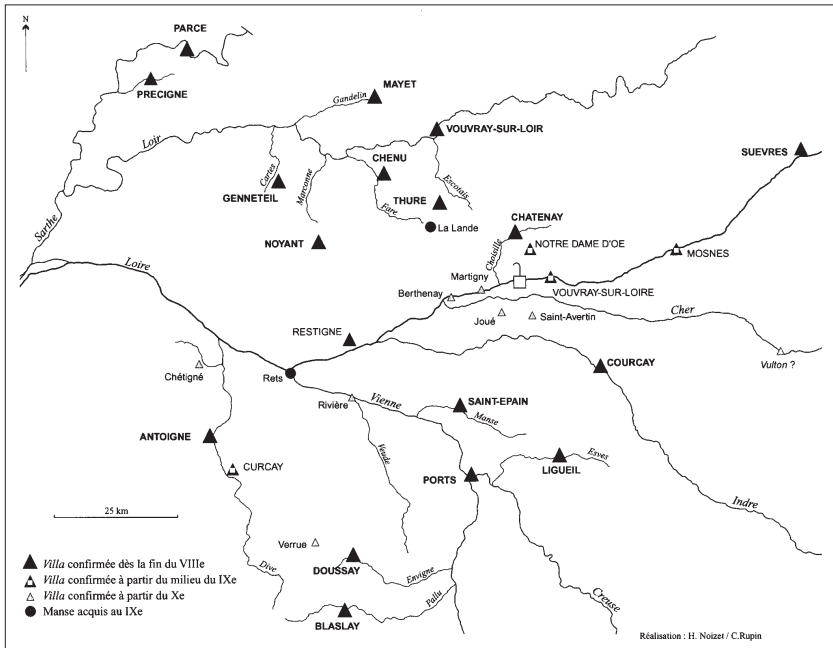 N
PARCE
PRECIGNE
MAYET
Gandelin
VOUVRAY-SUR-LOIR
SUEVRES
Loir
CHENU
Cartes
Marconne
Escotais
GENNETEIL
THURE
Fare
La Lande
CHATENAY
Sarthe
NOYANT
Choisille
NOTRE DAME D'OE
MOSNES
Loire
Martigny
Berthenay
VOUVRAY-SUR-LOIRE
Cher
Joué
Saint-Avertin
RESTIGNE
Vulton ?
Chétigné
Rets
COURCAY
Rivière
Vienne
SAINT-EPAIN
Manse
ANTOIGNE
Veude
LIGUEIL
Esves
CURCAY
PORTS
Indre
25 km
Verrue
Dive
DOUSSAY
Envigne
Creuse
Pallu
BLASLAY
Villa confirmée dès la fin du VIIIe
Villa confirmée à partir du milieu du IXe
Villa confirmée à partir du Xe
Manse acquis au IXe
Réalisation : H. Noizet / C.Rupin